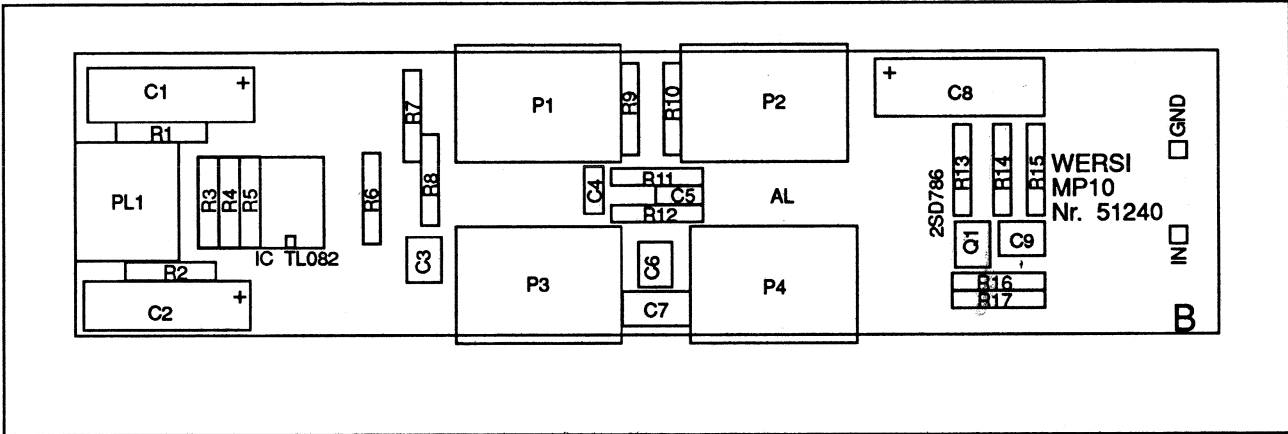 C1 +
R1
PL1
R2
C2 +
R3
R4
R5
IC TL082
R6
R7
R8
C3
P1
R9
R10
P2
C4
R11
C5
R12
AL
P3
C6
C7
P4
+ C8
R13
R14
R15
2SD786
Q1
C9
R16
R17
WERSI
MP10
Nr. 51240
GND
IN
B